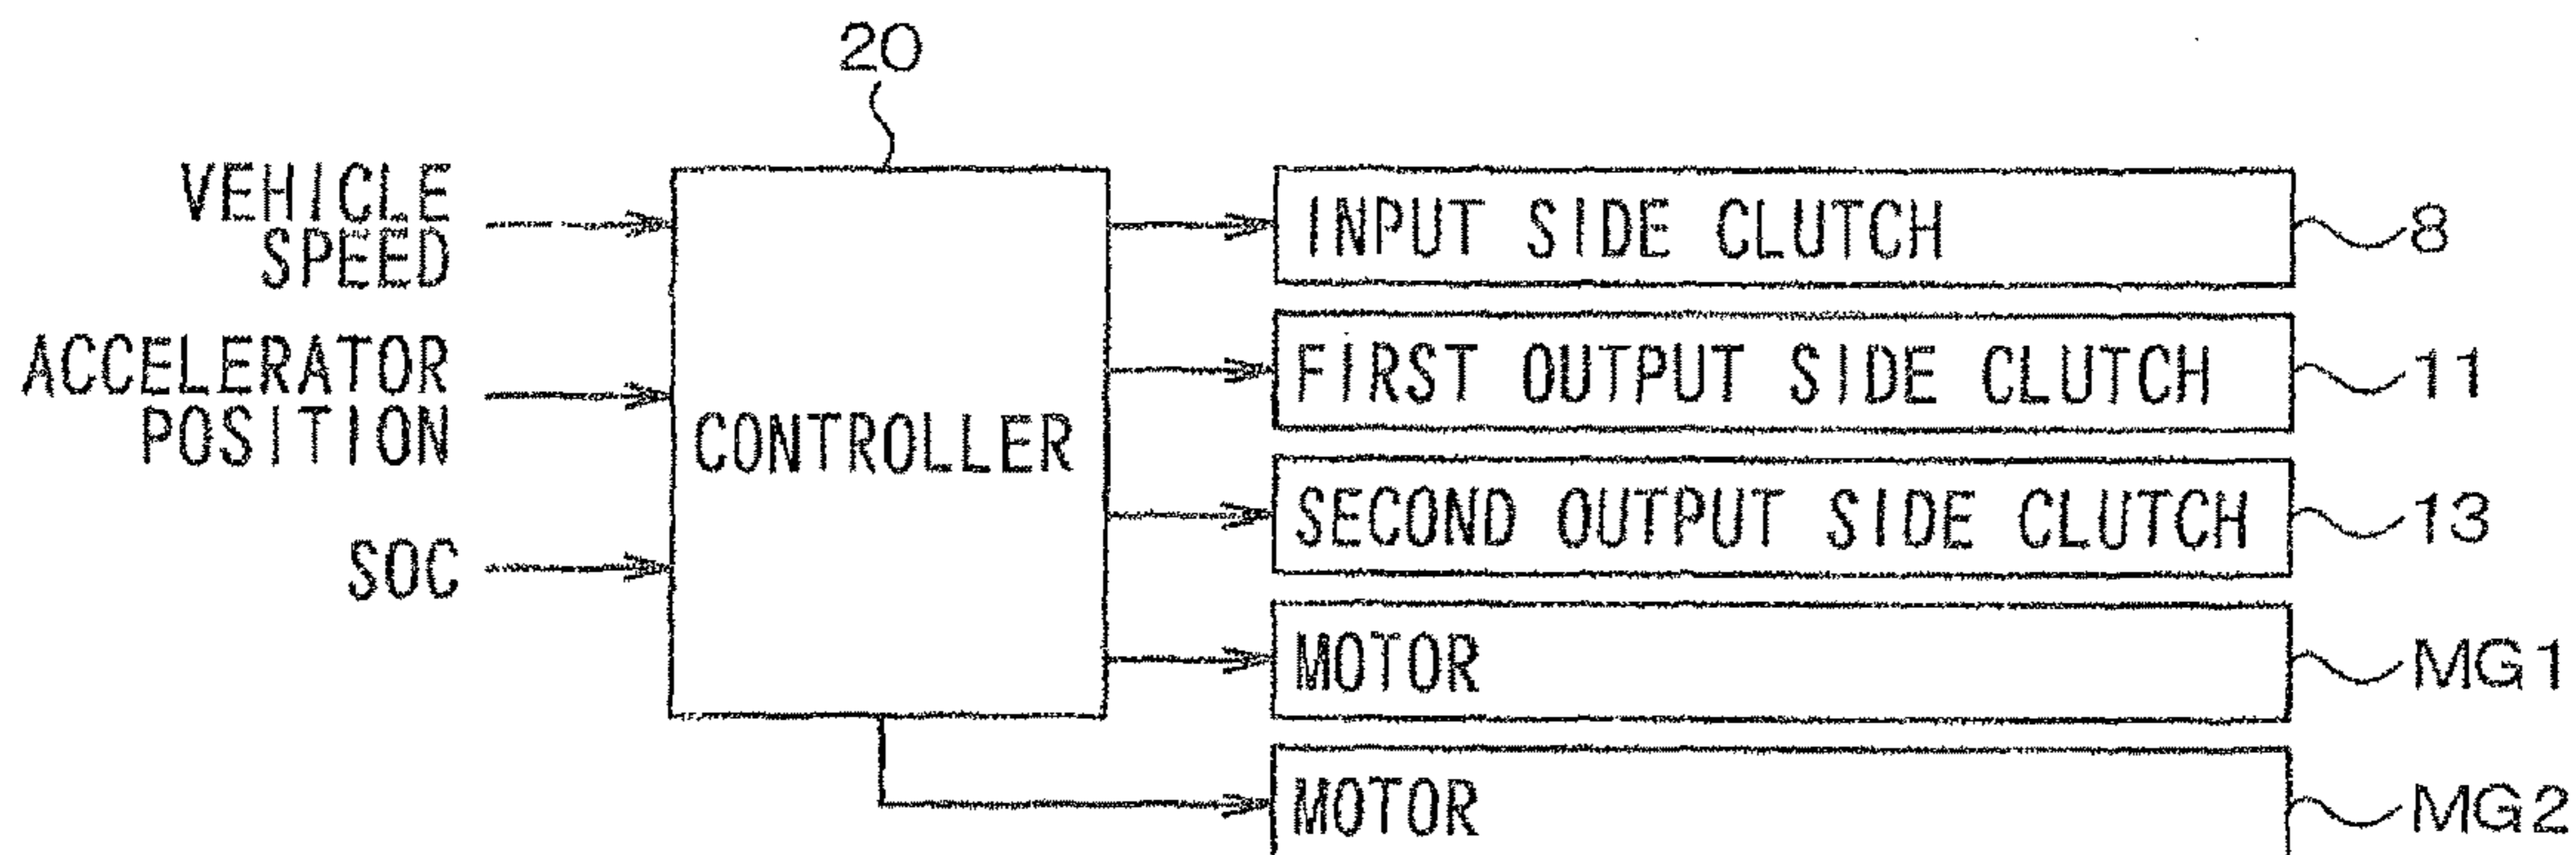 20
VEHICLE
SPEED
ACCELERATOR
POSITION
SOC
CONTROLLER
INPUT SIDE CLUTCH
8
FIRST OUTPUT SIDE CLUTCH
11
SECOND OUTPUT SIDE CLUTCH
13
MOTOR
MG1
MOTOR
MG2